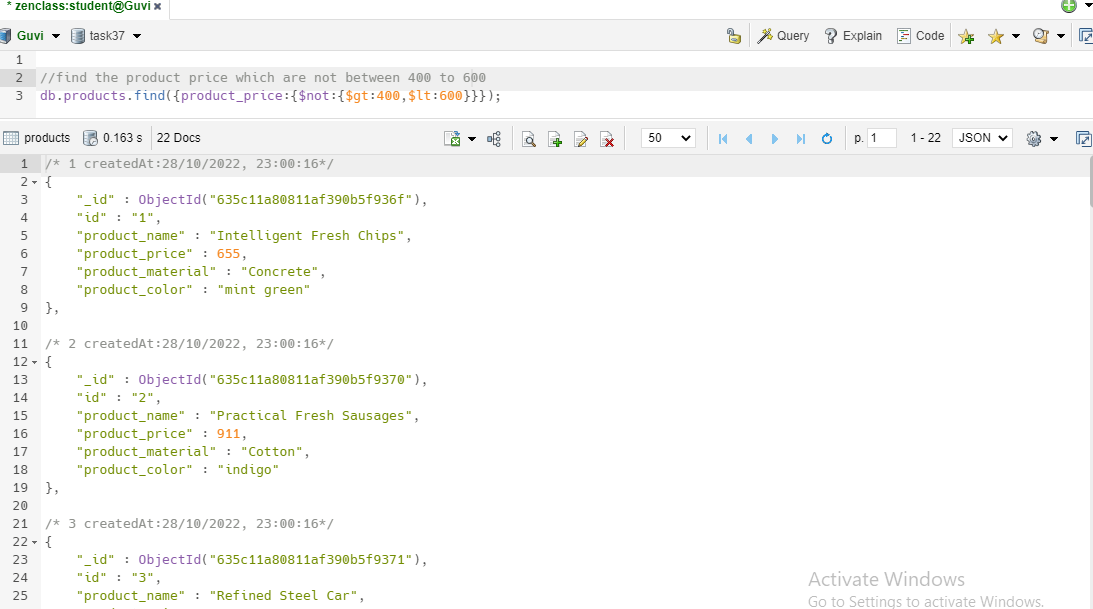 * zenclass:student@Guvi ×
Guvi task37 Query Explain Code
1
2 //find the product price which are not between 400 to 600
3 db.products.find({product_price:{$not:{$gt:400,$lt:600}}});
products 0.163 s 22 Docs 50 p. 1 1 - 22 JSON
1 /* 1 createdAt:28/10/2022, 23:00:16*/
2 {
3 "_id" : ObjectId("635c11a80811af390b5f936f"),
4 "id" : "1",
5 "product_name" : "Intelligent Fresh Chips",
6 "product_price" : 655,
7 "product_material" : "Concrete",
8 "product_color" : "mint green"
9 },
10
11 /* 2 createdAt:28/10/2022, 23:00:16*/
12 {
13 "_id" : ObjectId("635c11a80811af390b5f9370"),
14 "id" : "2",
15 "product_name" : "Practical Fresh Sausages",
16 "product_price" : 911,
17 "product_material" : "Cotton",
18 "product_color" : "indigo"
19 },
20
21 /* 3 createdAt:28/10/2022, 23:00:16*/
22 {
23 "_id" : ObjectId("635c11a80811af390b5f9371"),
24 "id" : "3",
25 "product_name" : "Refined Steel Car",
Activate Windows
Go to Settings to activate Windows.